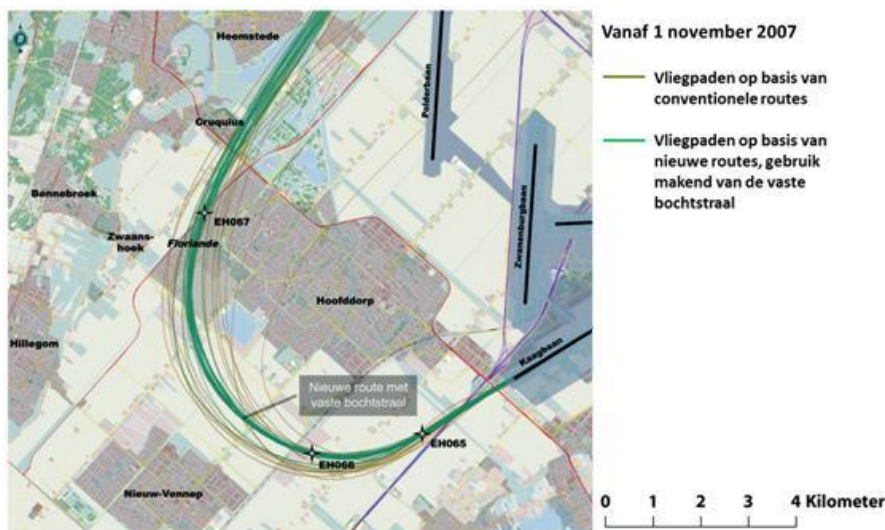 Vanaf 1 november 2007
Vliegpaden op basis van
conventionele routes
Vliegpaden op basis van
nieuwe routes, gebruik
makend van de vaste
bochtstraal
Heemstede
Cruquius
Polderbaan
Bennebroek
EH067
Zwaans-
hoek
Floriande
Zwanenburgbaan
Hoofddorp
Hillegom
Kaagbaan
Nieuwe route met
vaste bochtstraal
EH065
EH066
Nieuw-Vennep
0 1 2 3 4 Kilometer